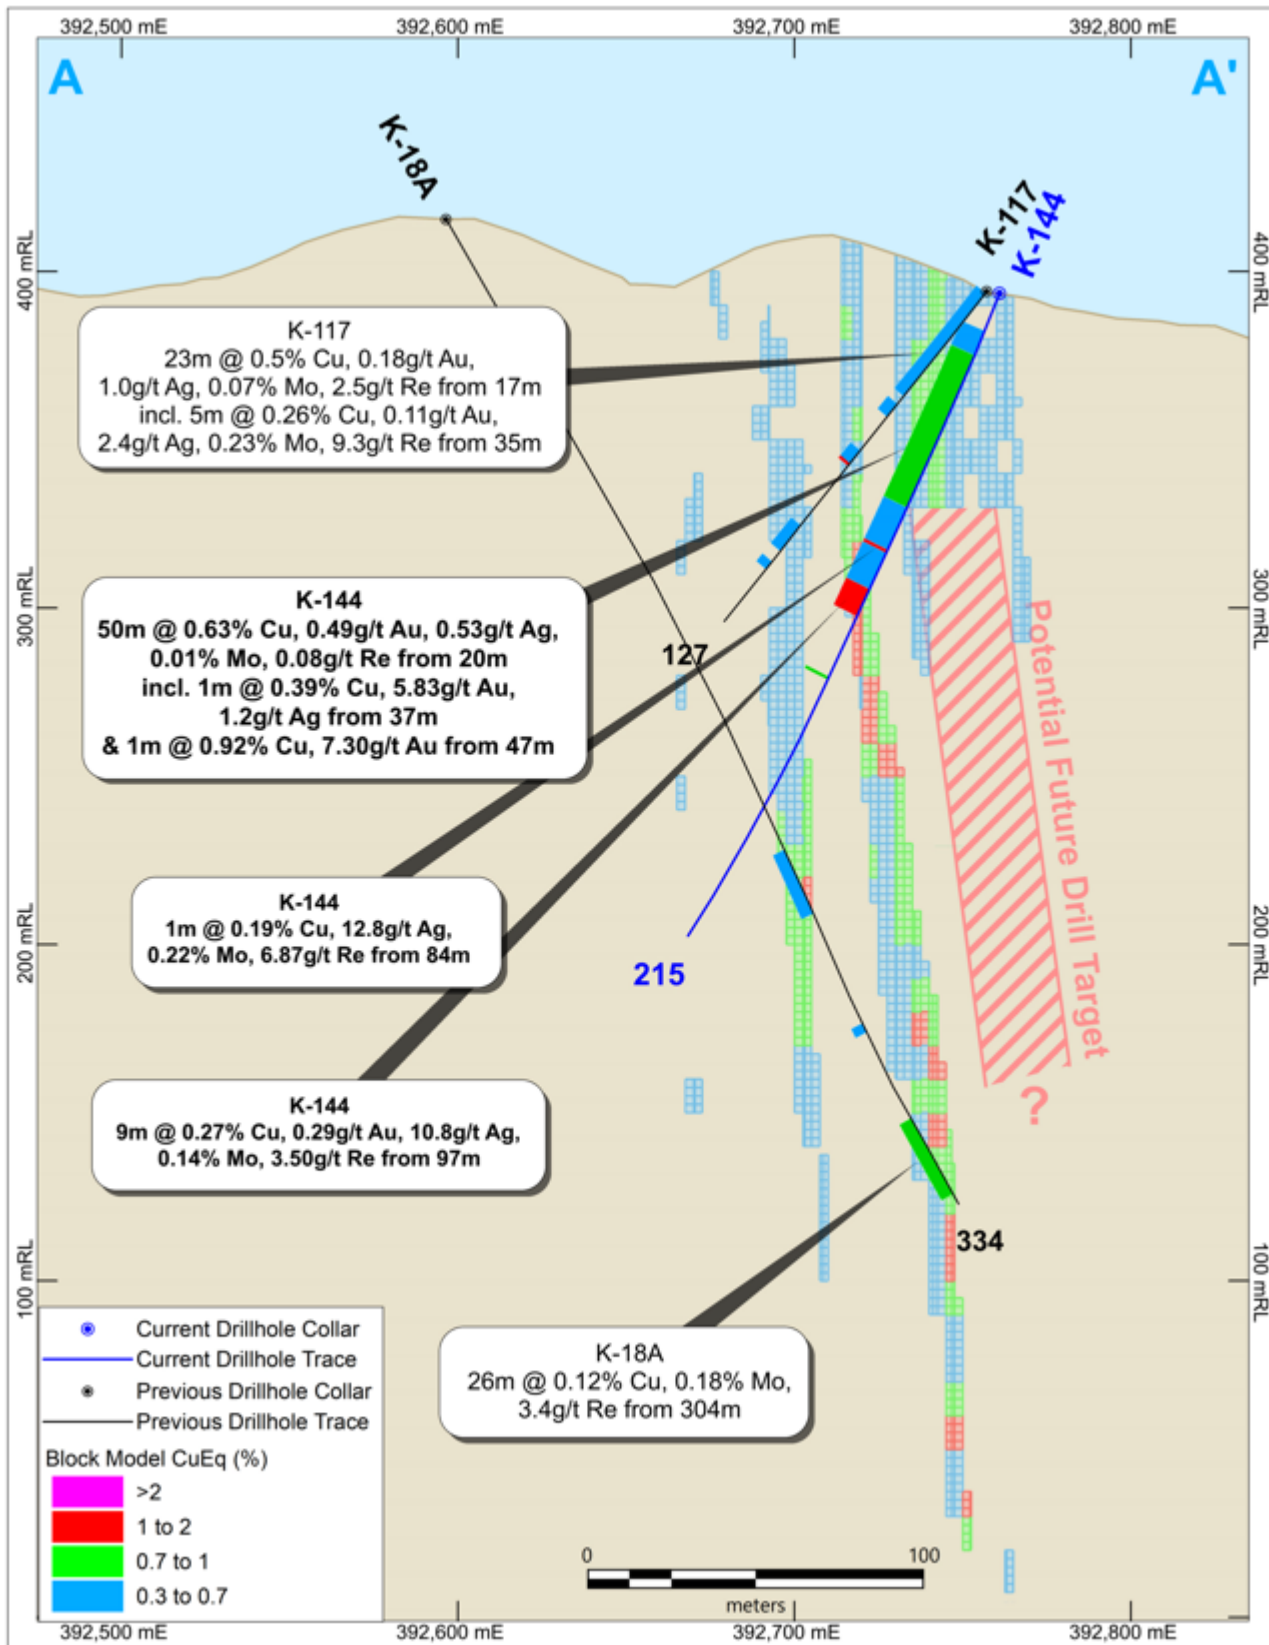 392,500 mE
392,600 mE
392,700 mE
392,800 mE
A
A'
K-18A
K-117
K-144
400 mRL
400 mRL
K-117
23m @ 0.5% Cu, 0.18g/t Au,
1.0g/t Ag, 0.07% Mo, 2.5g/t Re from 17m
incl. 5m @ 0.26% Cu, 0.11g/t Au,
2.4g/t Ag, 0.23% Mo, 9.3g/t Re from 35m
K-144
50m @ 0.63% Cu, 0.49g/t Au, 0.53g/t Ag,
0.01% Mo, 0.08g/t Re from 20m
incl. 1m @ 0.39% Cu, 5.83g/t Au,
1.2g/t Ag from 37m
& 1m @ 0.92% Cu, 7.30g/t Au from 47m
300 mRL
300 mRL
127
Potential Future Drill Target
?
K-144
1m @ 0.19% Cu, 12.8g/t Ag,
0.22% Mo, 6.87g/t Re from 84m
215
200 mRL
200 mRL
K-144
9m @ 0.27% Cu, 0.29g/t Au, 10.8g/t Ag,
0.14% Mo, 3.50g/t Re from 97m
334
100 mRL
100 mRL
K-18A
26m @ 0.12% Cu, 0.18% Mo,
3.4g/t Re from 304m
Current Drillhole Collar
Current Drillhole Trace
Previous Drillhole Collar
Previous Drillhole Trace
Block Model CuEq (%)
>2
1 to 2
0.7 to 1
0.3 to 0.7
0
100
meters
392,500 mE
392,600 mE
392,700 mE
392,800 mE